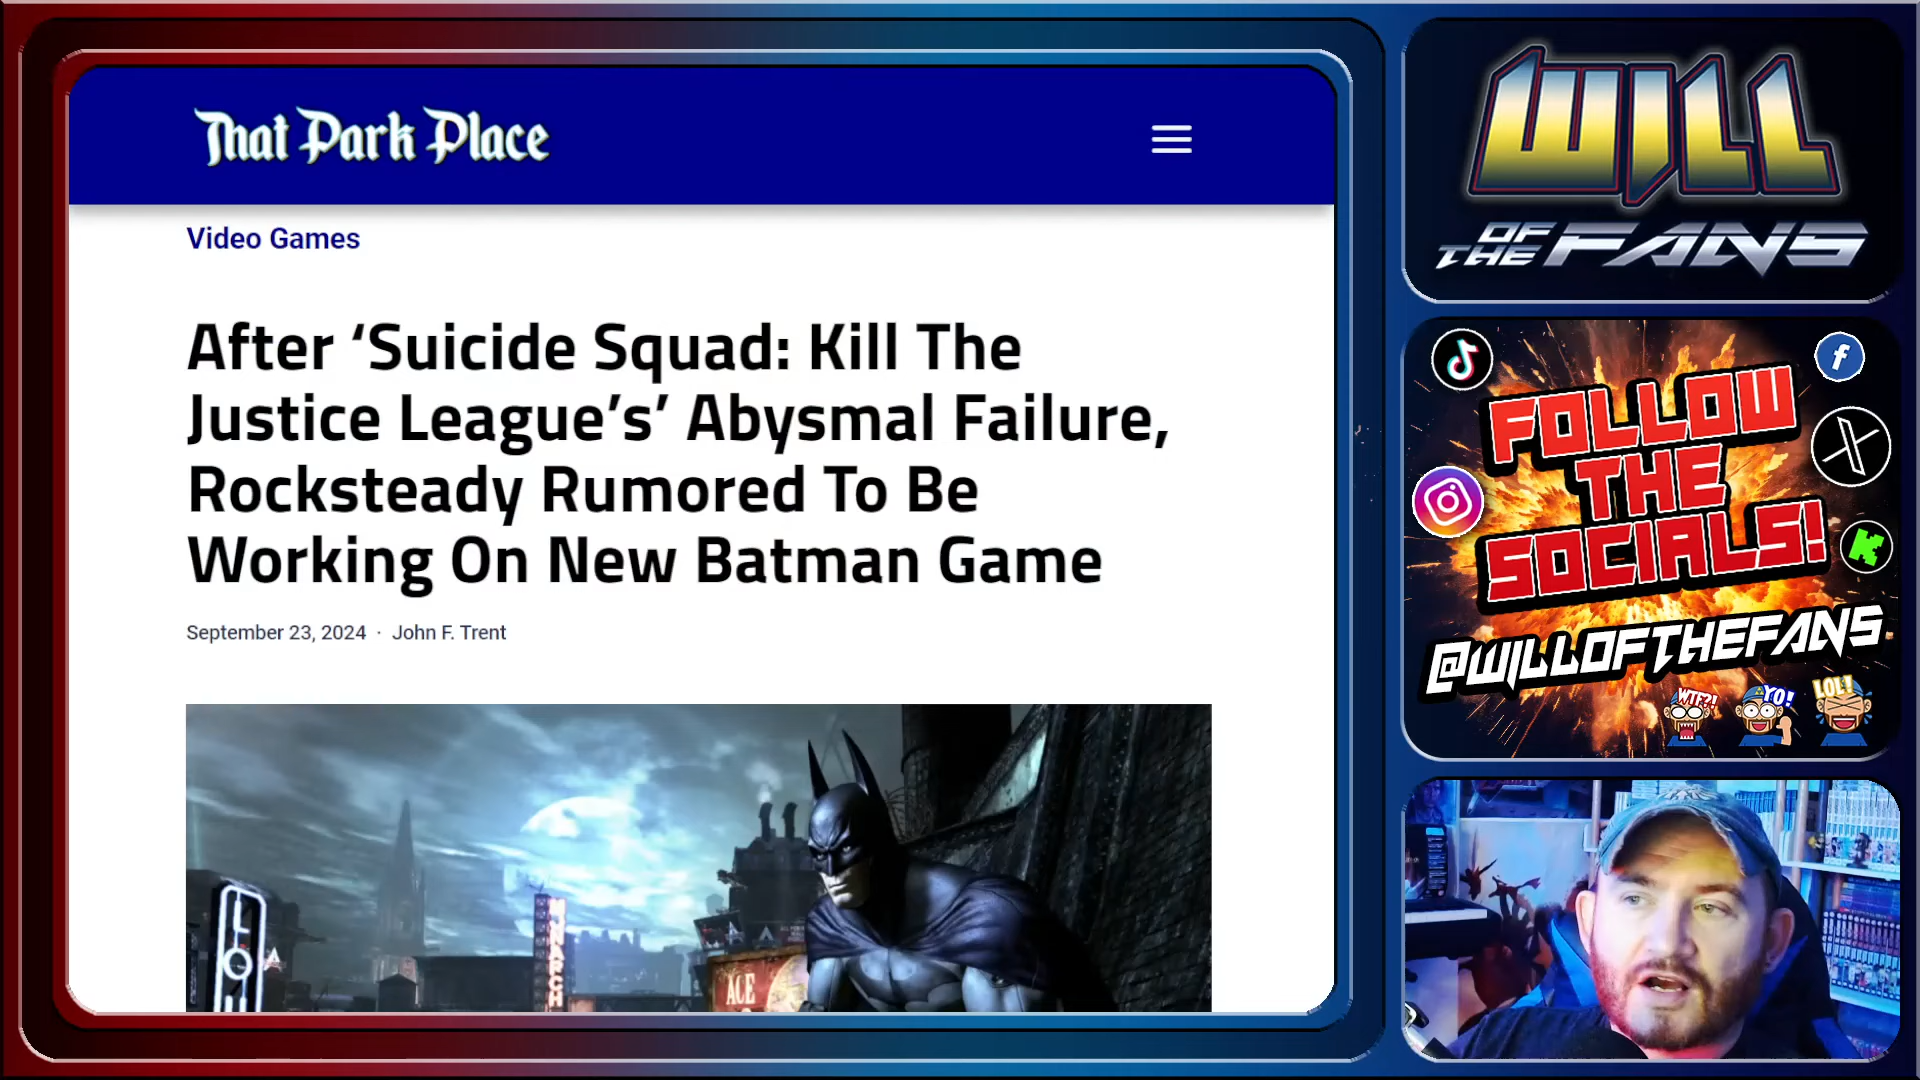 That Park Place
Video Games
After ‘Suicide Squad: Kill The
Justice League’s’ Abysmal Failure,
Rocksteady Rumored To Be
Working On New Batman Game
September 23, 2024 · John F. Trent
ACE
WILL
OF
THE FANS
FOLLOW
THE
SOCIALS!
@WILLOFTHEFANS
WTF?!
YO!
LOL!